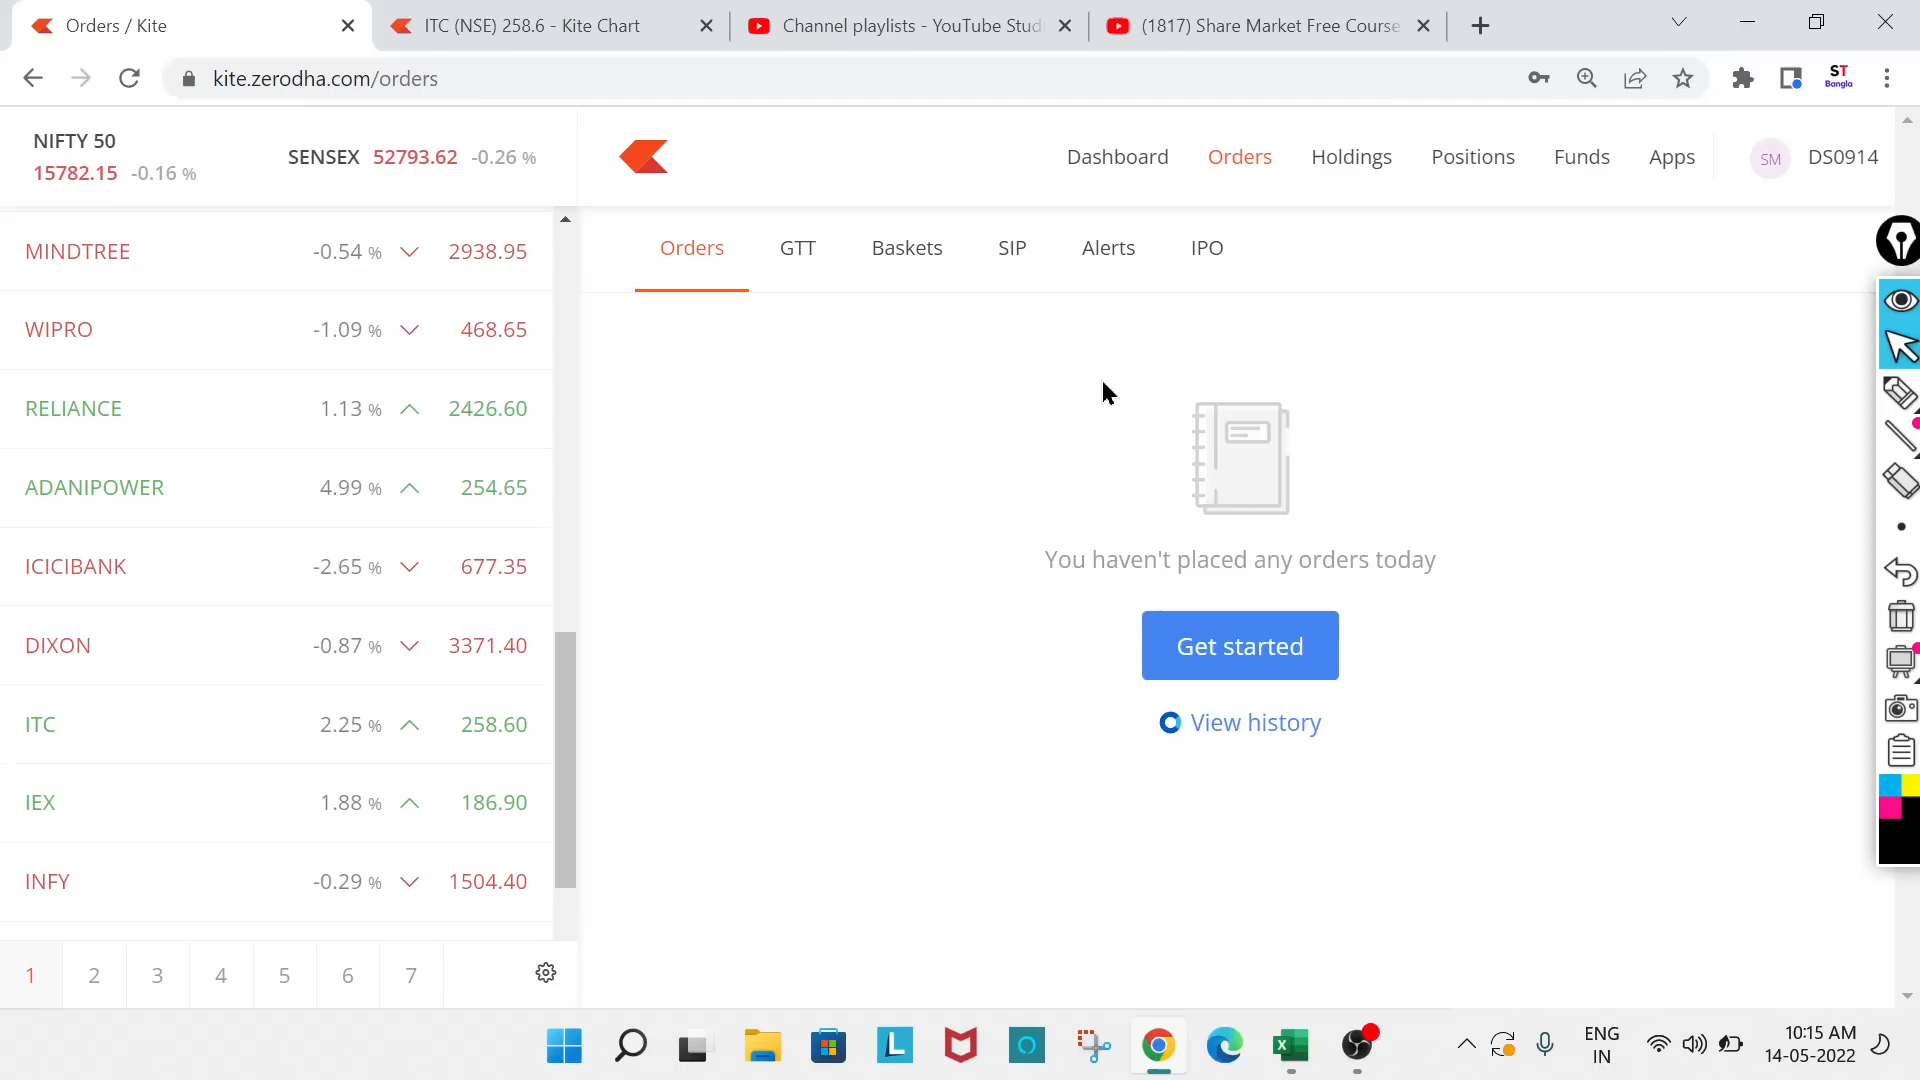 Orders / Kite
ITC (NSE) 258.6 - Kite Chart
Channel playlists - YouTube Stud
(1817) Share Market Free Course
kite.zerodha.com/orders
ST
Bangla
NIFTY 50
15782.15 -0.16 %
SENSEX 52793.62 -0.26 %
Dashboard Orders Holdings Positions Funds Apps SM DS0914
Orders GTT Baskets SIP Alerts IPO
MINDTREE -0.54 % 2938.95
WIPRO -1.09 % 468.65
RELIANCE 1.13 % 2426.60
ADANIPOWER 4.99 % 254.65
ICICIBANK -2.65 % 677.35
DIXON -0.87 % 3371.40
ITC 2.25 % 258.60
IEX 1.88 % 186.90
INFY -0.29 % 1504.40
1 2 3 4 5 6 7
You haven't placed any orders today
Get started
View history
L
X
ENG
IN
10:15 AM
14-05-2022